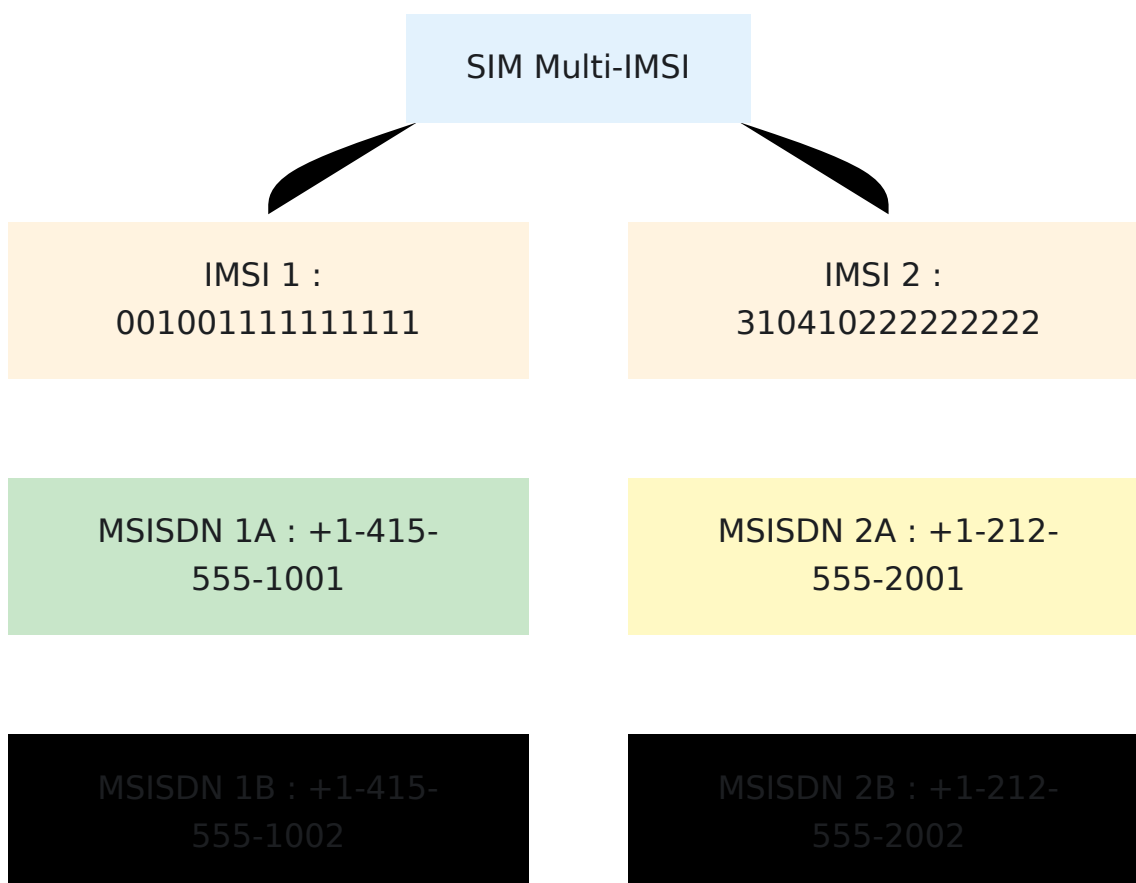 SIM Multi-IMSI
IMSI 1 :
001001111111111
IMSI 2 :
310410222222222
MSISDN 1A : +1-415-
555-1001
MSISDN 2A : +1-212-
555-2001
MSISDN 1B : +1-415-
555-1002
MSISDN 2B : +1-212-
555-2002